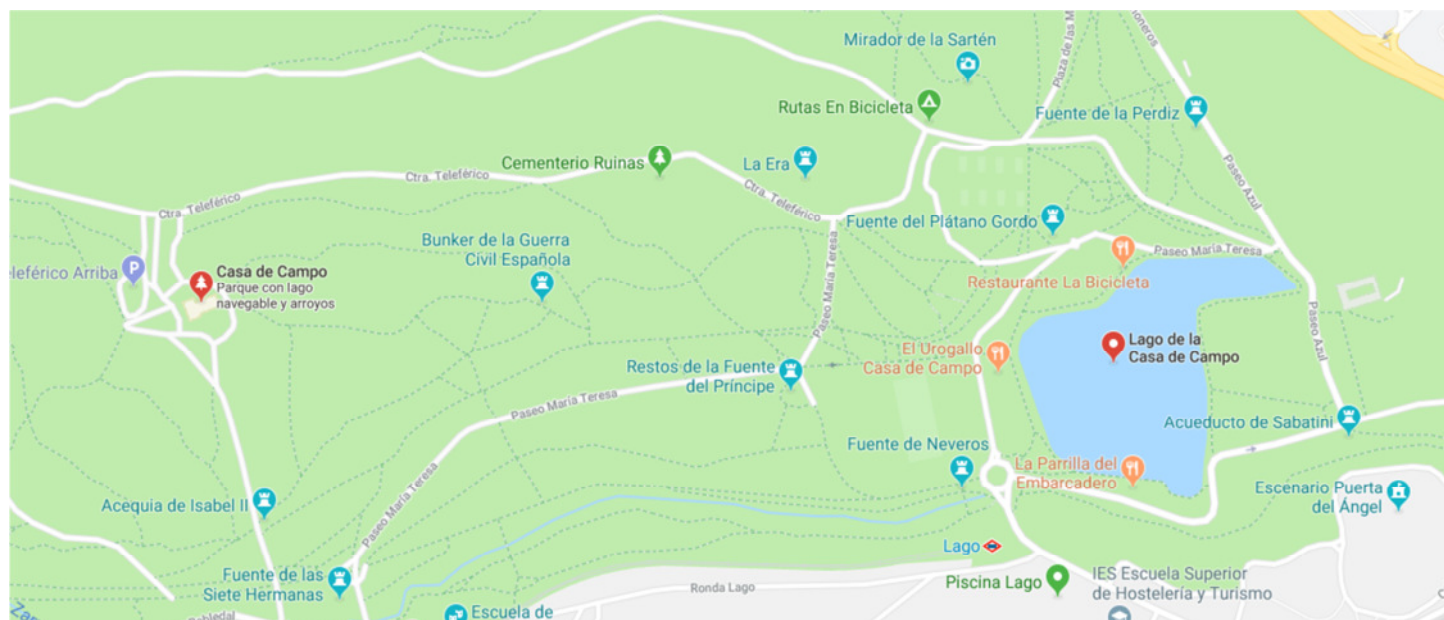 Mirador de la Sartén
Rutas En Bicicleta
Fuente de la Perdiz
Plaza de las M
Cementerio Ruinas
La Era
Ctra. Teleférico
Ctra. Teleférico
Ctra. Teleférico
Paseo Azul
Fuente del Plátano Gordo
Bunker de la Guerra
Civil Española
Paseo María Teresa
Paseo María Teresa
eleférico Arriba
P
Casa de Campo
Parque con lago
navegable y arroyos
Restaurante La Bicicleta
Paseo Azul
El Urogallo
Casa de Campo
Lago de la
Casa de Campo
Restos de la Fuente
del Príncipe
Paseo María Teresa
Acueducto de Sabatini
Fuente de Neveros
La Parrilla del
Embarcadero
Paseo María Teresa
Acequia de Isabel II
Escenario Puerta
del Ángel
Lago
Fuente de las
Siete Hermanas
Ronda Lago
Piscina Lago
IES Escuela Superior
de Hostelería y Turismo
Escuela de